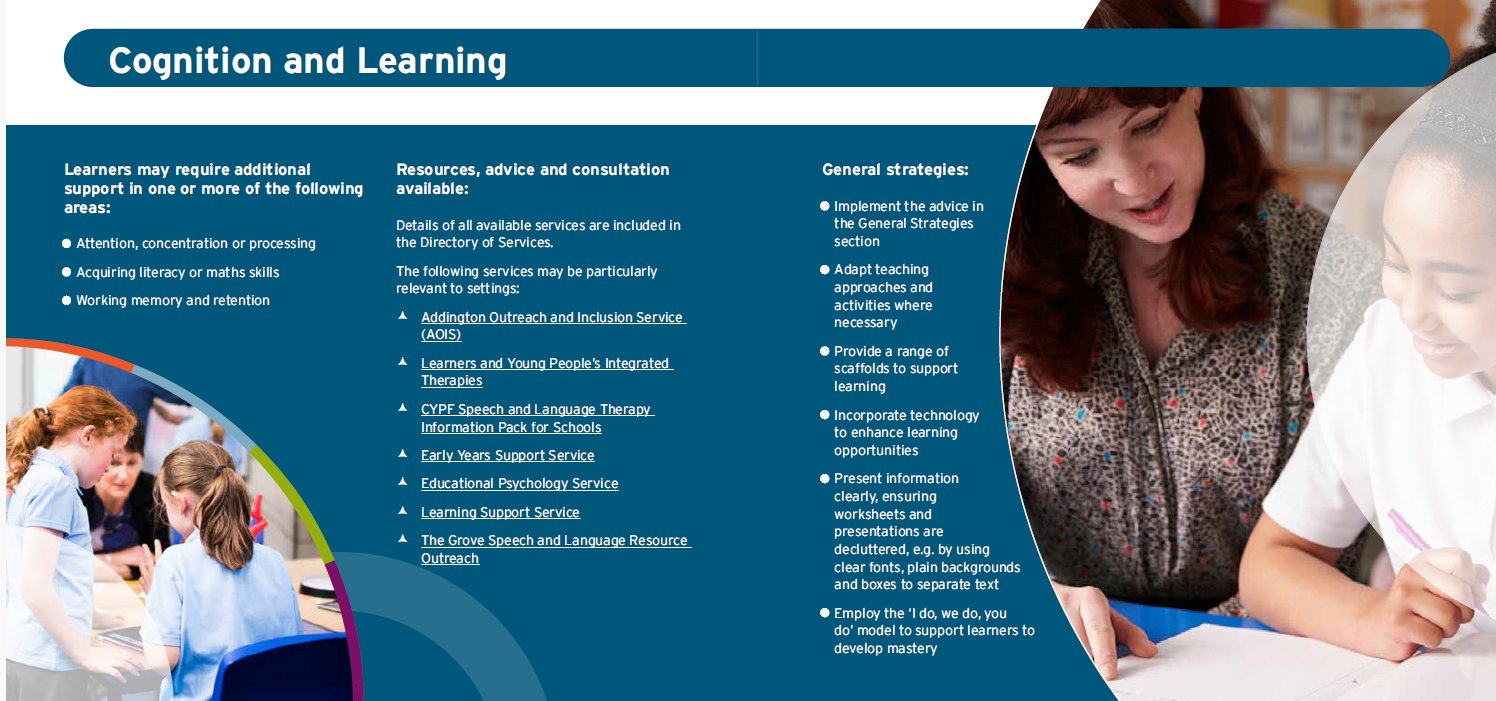 Cognition and Learning
Learners may require additional
support in one or more of the following
areas:
Attention, concentration or processing
Acquiring literacy or maths skills
Working memory and retention
Resources, advice and consultation
available:
Details of all available services are included in
the Directory of Services.
The following services may be particularly
relevant to settings:
Addington Outreach and Inclusion Service
(AOIS)
Learners and Young People’s Integrated
Therapies
CYPF Speech and Language Therapy
Information Pack for Schools
Early Years Support Service
Educational Psychology Service
Learning Support Service
The Grove Speech and Language Resource
Outreach
General strategies:
Implement the advice in
the General Strategies
section
Adapt teaching
approaches and
activities where
necessary
Provide a range of
scaffolds to support
learning
Incorporate technology
to enhance learning
opportunities
Present information
clearly, ensuring
worksheets and
presentations are
decluttered, e.g. by using
clear fonts, plain backgrounds
and boxes to separate text
Employ the ‘I do, we do, you
do’ model to support learners to
develop mastery